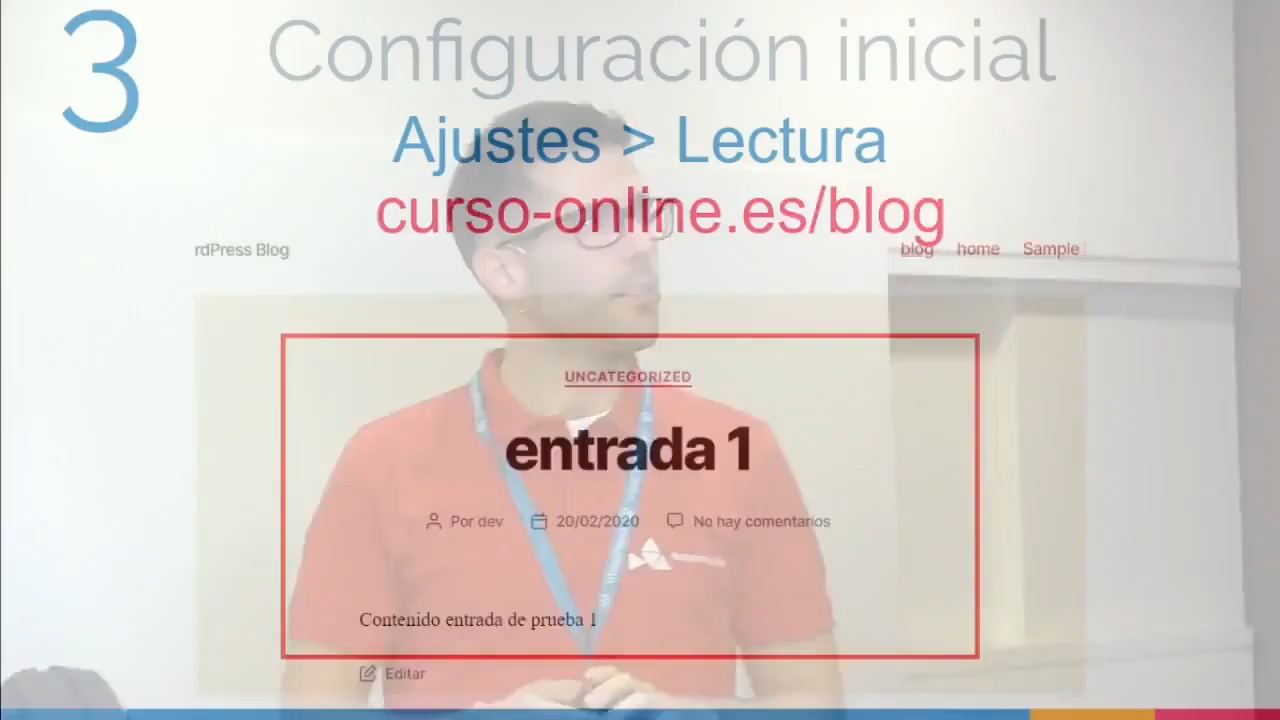 3
Configuración inicial
Ajustes > Lectura
curso-online.es/blog
rdPress Blog
blog home Sample
UNCATEGORIZED
entrada 1
Por dev 20/02/2020 No hay comentarios
Contenido entrada de prueba 1
Editar